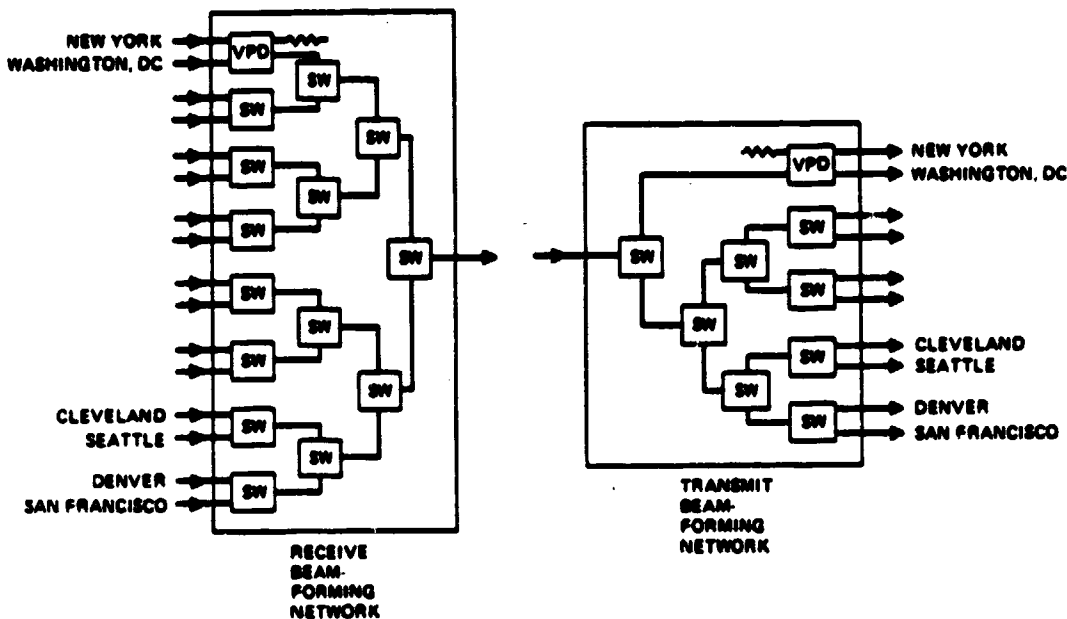 NEW YORK
WASHINGTON, DC
VPD
SW
SW
SW
SW
SW
SW
SW
SW
SW
SW
SW
SW
SW
CLEVELAND
SEATTLE
SW
SW
DENVER
SAN FRANCISCO
RECEIVE
BEAM-
FORMING
NETWORK
VPD
NEW YORK
WASHINGTON, DC
SW
SW
SW
SW
SW
SW
CLEVELAND
SEATTLE
SW
SW
DENVER
SAN FRANCISCO
TRANSMIT
BEAM-
FORMING
NETWORK